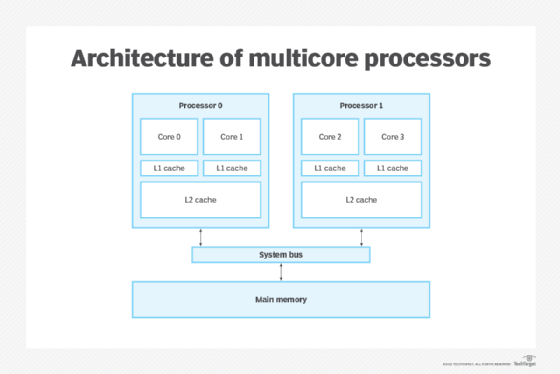 Architecture of multicore processors
Processor 0
Processor 1
Core 0
Core 1
Core 2
Core 3
L1 cache
L1 cache
L1 cache
L1 cache
L2 cache
L2 cache
System bus
Main memory
©2022 TECHTARGET, ALL RIGHTS RESERVED TechTarget